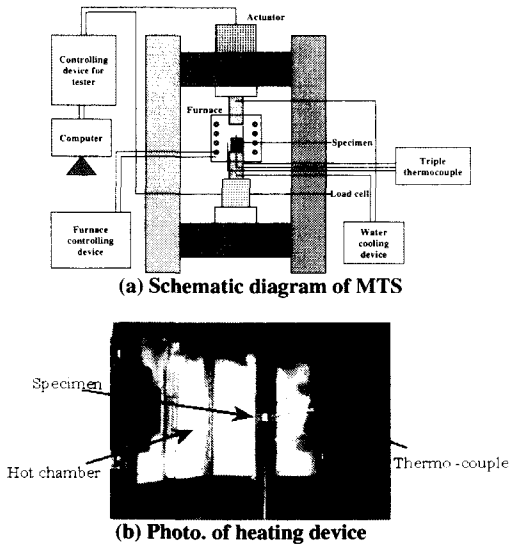 Actuator
Controlling
device for
tester
Computer
Furnace
controlling
device
Furnace
Specimen
Triple
thermocouple
Load cell
Water
cooling
device
(a) Schematic diagram of MTS
Specimen
Hot chamber
Thermo-couple
(b) Photo. of heating device